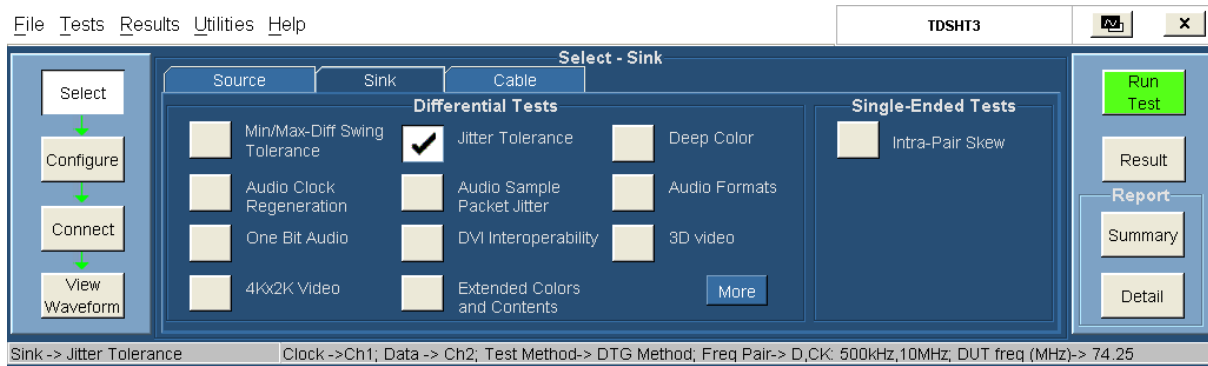 File Tests Results Utilities Help
TDSHT3
x
Select - Sink
Source Sink Cable
Select
Configure
Connect
View
Waveform
Differential Tests
Min/Max-Diff Swing
Tolerance
Jitter Tolerance
Deep Color
Audio Clock
Regeneration
Audio Sample
Packet Jitter
Audio Formats
One Bit Audio
DVI Interoperability
3D video
4Kx2K Video
Extended Colors
and Contents
More
Single-Ended Tests
Intra-Pair Skew
Run
Test
Result
Report
Summary
Detail
Sink -> Jitter Tolerance Clock ->Ch1; Data -> Ch2; Test Method-> DTG Method; Freq Pair-> D,CK: 500kHz,10MHz; DUT freq (MHz)-> 74.25